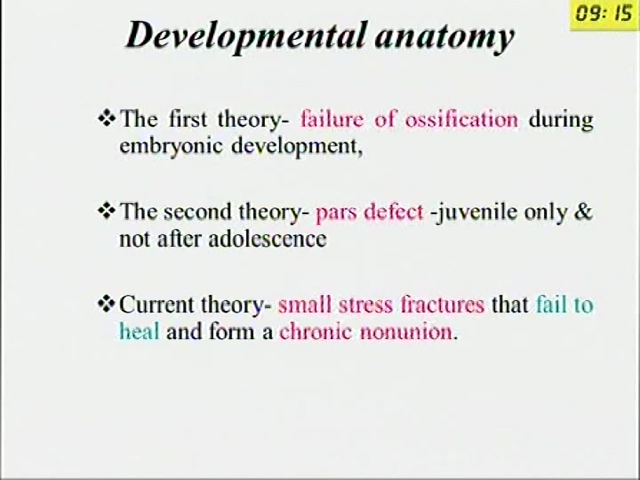 09:15
Developmental anatomy
❖The first theory- failure of ossification during
embryonic development,
❖The second theory- pars defect -juvenile only &
not after adolescence
❖Current theory- small stress fractures that fail to
heal and form a chronic nonunion.